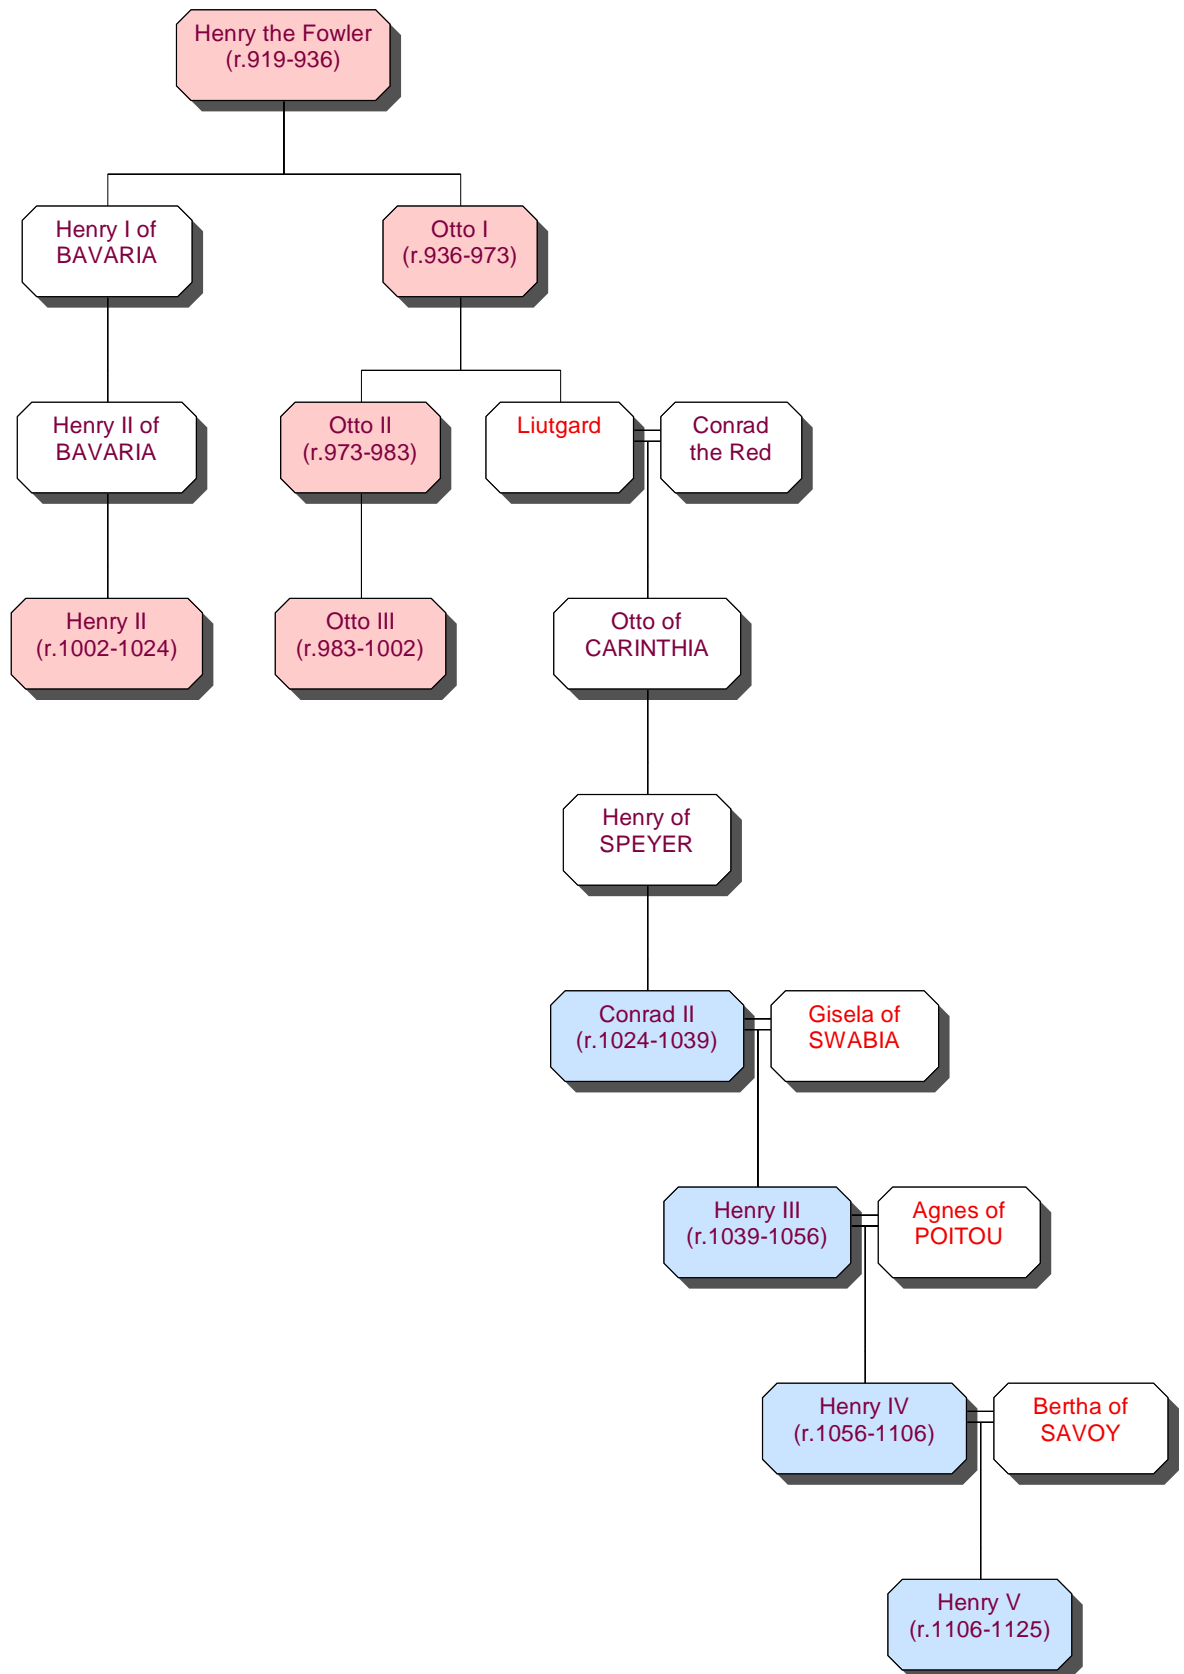 Henry the Fowler
(r.919-936)
Henry I of
BAVARIA
Otto I
(r.936-973)
Henry II of
BAVARIA
Otto II
(r.973-983)
Liutgard
Conrad
the Red
Henry II
(r.1002-1024)
Otto III
(r.983-1002)
Otto of
CARINTHIA
Henry of
SPEYER
Conrad II
(r.1024-1039)
Gisela of
SWABIA
Henry III
(r.1039-1056)
Agnes of
POITOU
Henry IV
(r.1056-1106)
Bertha of
SAVOY
Henry V
(r.1106-1125)